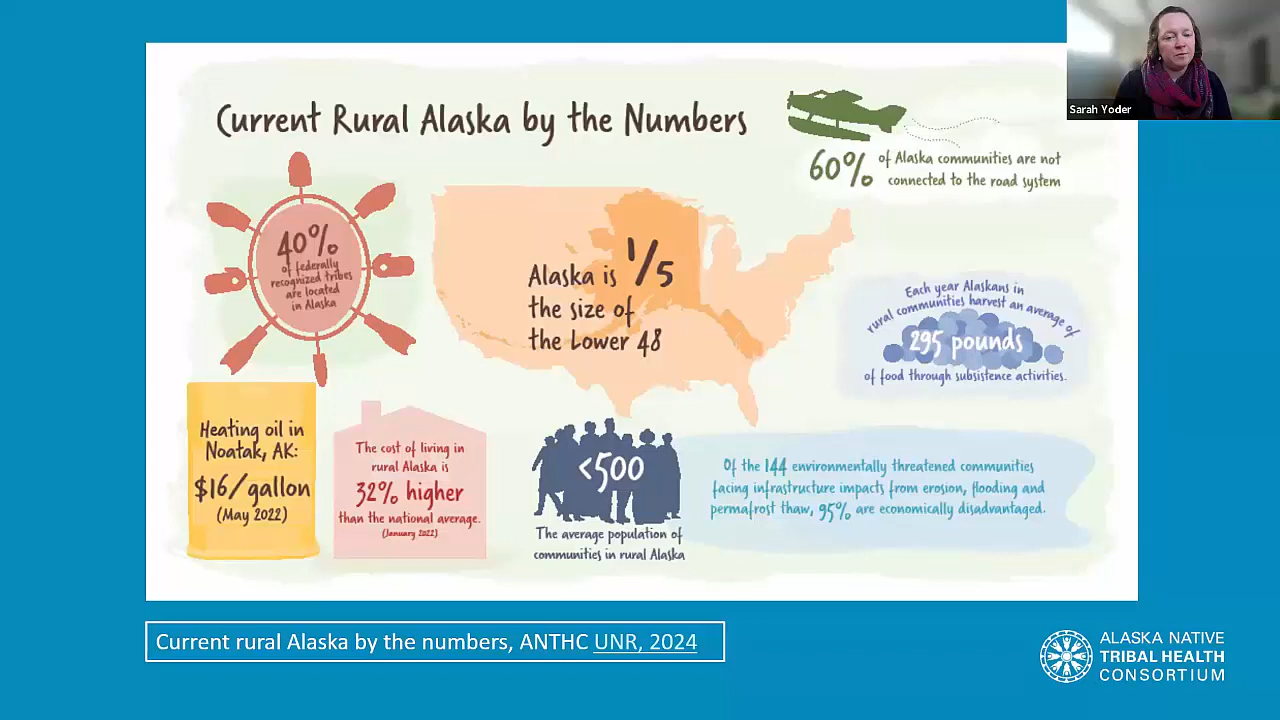 Sarah Yoder
Current Rural Alaska by the Numbers
60% of Alaska communities are not
connected to the road system
40%
of federally
recognized tribes
are located
in Alaska
Alaska is 1/5
the size of
the Lower 48
Each year Alaskans in
rural communities harvest an average of
295 pounds
of food through subsistence activities.
Heating oil in
Noatak, AK:
$16/gallon
(May 2022)
The cost of living in
rural Alaska is
32% higher
than the national average.
(January 2022)
<500
The average population of
communities in rural Alaska
Of the 144 environmentally threatened communities
facing infrastructure impacts from erosion, flooding and
permafrost thaw, 95% are economically disadvantaged.
Current rural Alaska by the numbers, ANTHC UNR, 2024
ALASKA NATIVE
TRIBAL HEALTH
CONSORTIUM